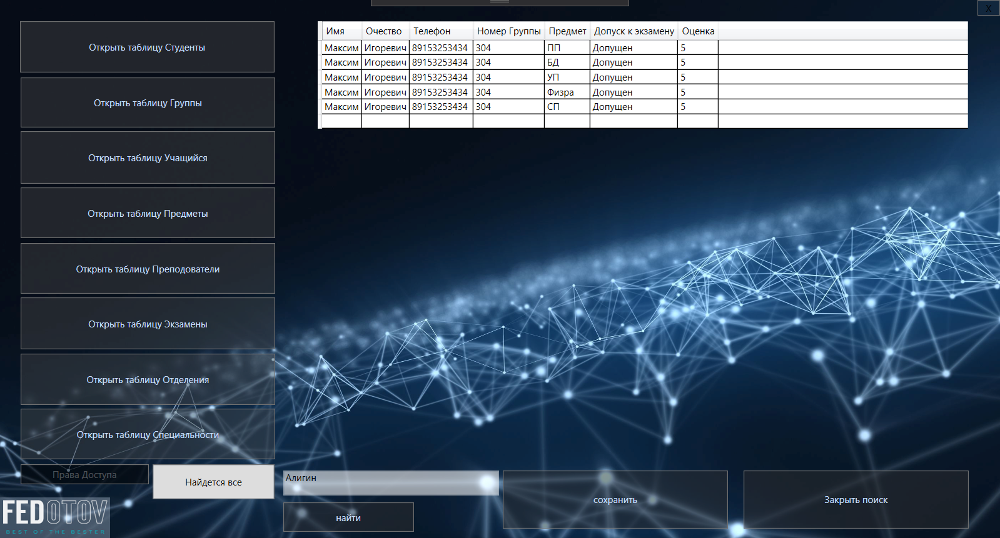 X
Открыть таблицу Студенты
Открыть таблицу Группы
Открыть таблицу Учащийся
Открыть таблицу Предметы
Открыть таблицу Преподователи
Открыть таблицу Экзамены
Открыть таблицу Отделения
Открыть таблицу Специальности
Права Доступа
Найдется все
FEDOTOV
BEST OF THE BESTER
Имя Очество Телефон Номер Группы Предмет Допуск к экзамену Оценка
Максим Игоревич 89153253434 304 ПП Допущен 5
Максим Игоревич 89153253434 304 БД Допущен 5
Максим Игоревич 89153253434 304 УП Допущен 5
Максим Игоревич 89153253434 304 Физра Допущен 5
Максим Игоревич 89153253434 304 СП Допущен 5
Алигин
найти
сохранить
Закрыть поиск